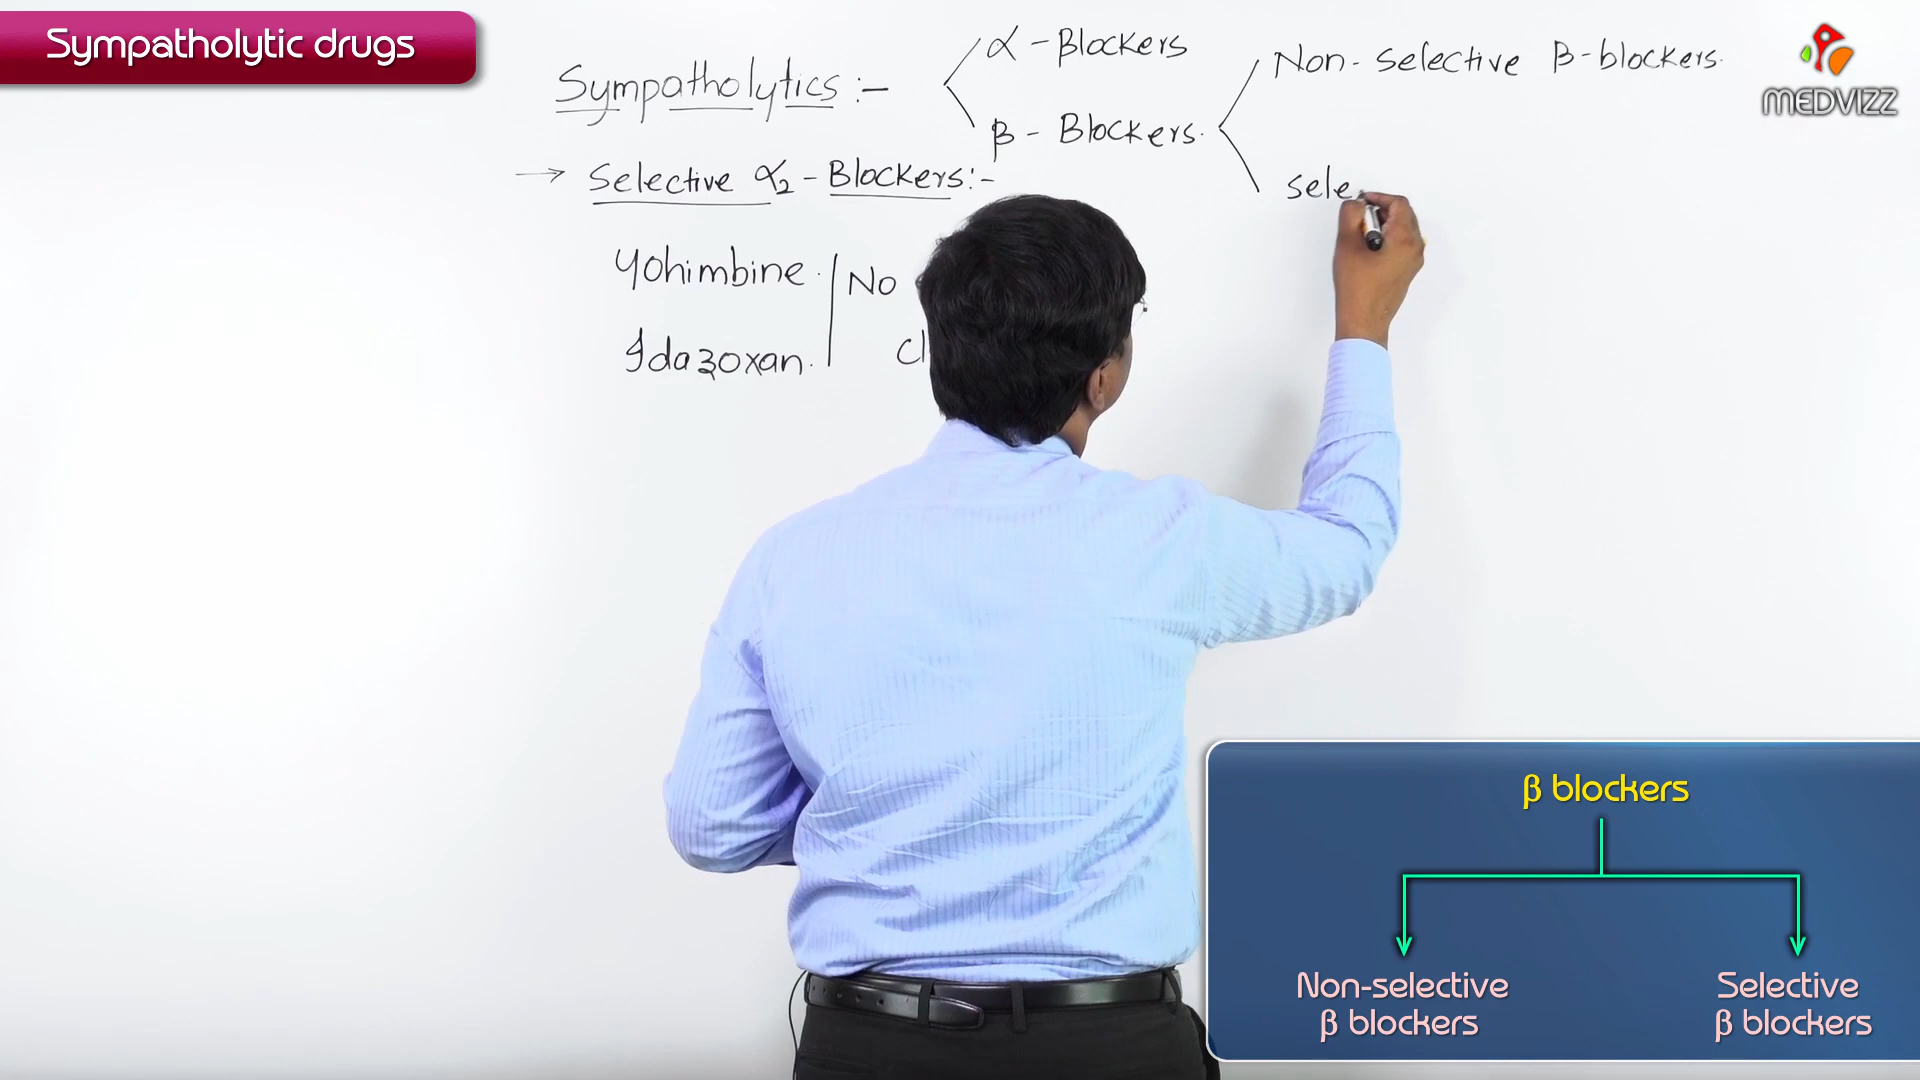 Sympatholytic drugs
MEDVIZZ
Sympatholytics :-
α - Blockers
β - Blockers.
Non- selective β-blockers.
sele
→ Selective α2 - Blockers:-
Yohimbine.
Idazoxan.
No
cl
β blockers
Non-selective
β blockers
Selective
β blockers